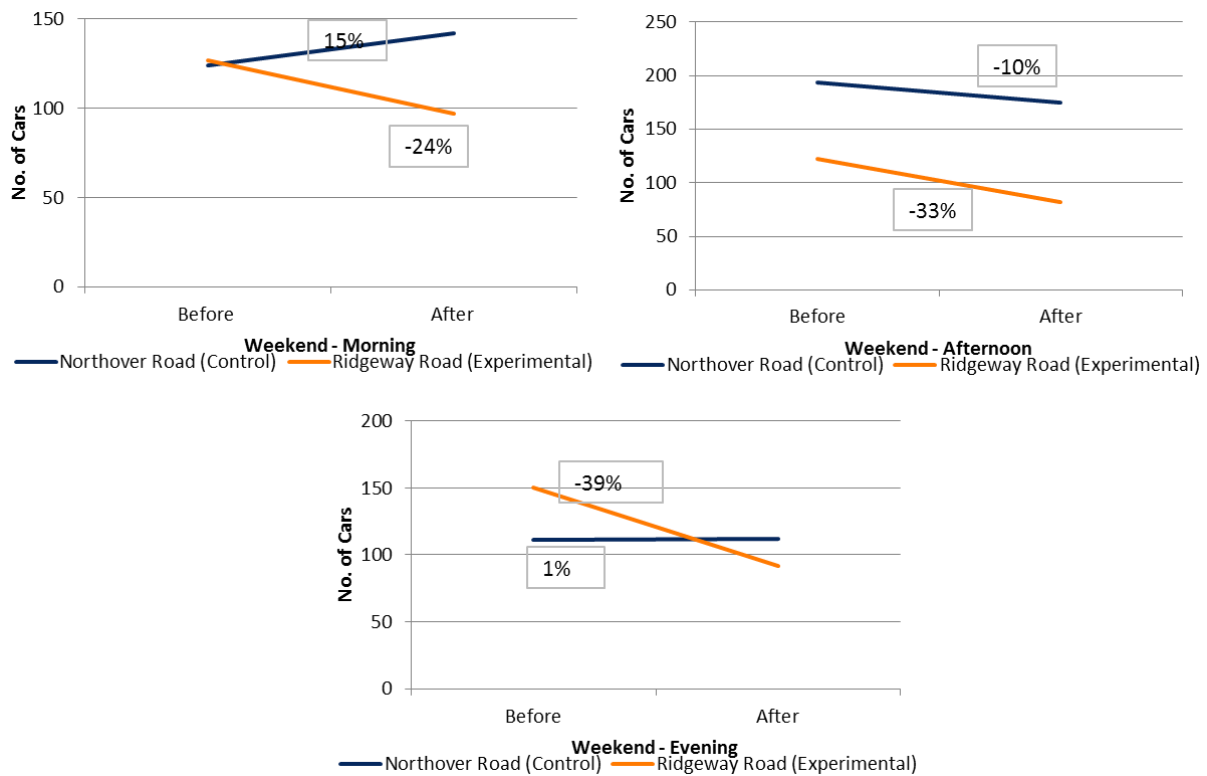 150
100
50
0
No. of Cars
15%
-24%
Before After
Weekend - Morning
Northover Road (Control) Ridgeway Road (Experimental)
250
200
150
100
50
0
No. of Cars
-10%
-33%
Before After
Weekend - Afternoon
Northover Road (Control) Ridgeway Road (Experimental)
200
150
100
50
0
No. of Cars
-39%
1%
Before After
Weekend - Evening
Northover Road (Control) Ridgeway Road (Experimental)